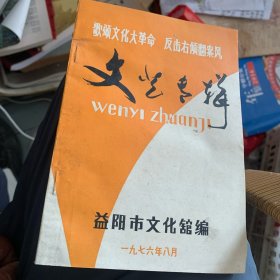 歌颂文化大革命 反击右倾翻案风
文艺专辑
wenyi zhuanji
益阳市文化舘编
一九七六年八月